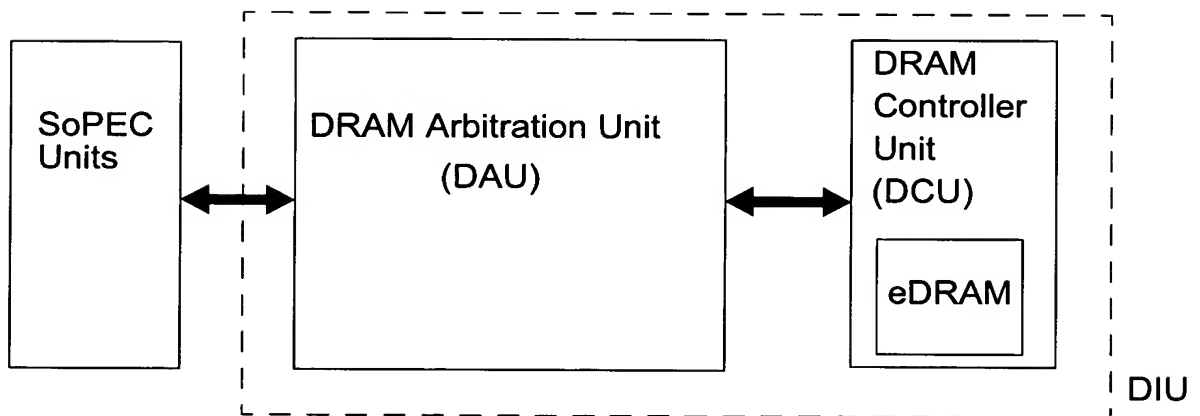 SoPEC
Units
DRAM Arbitration Unit
(DAU)
DRAM
Controller
Unit
(DCU)
eDRAM
DIU